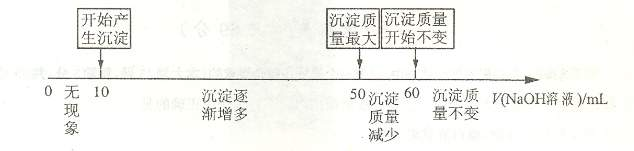 开始产
生沉淀
沉淀质
量最大
沉淀质量
开始不变
0 无 10 沉淀逐 50 沉淀 60 沉淀质 V(NaOH溶液)/mL
现 渐增多 质量 量不变
象 减少